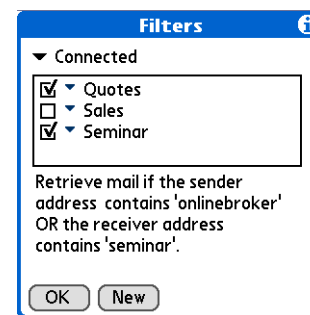 Filters
Connected
Quotes
Sales
Seminar
Retrieve mail if the sender
address contains 'onlinebroker'
OR the receiver address
contains 'seminar'.
OK New